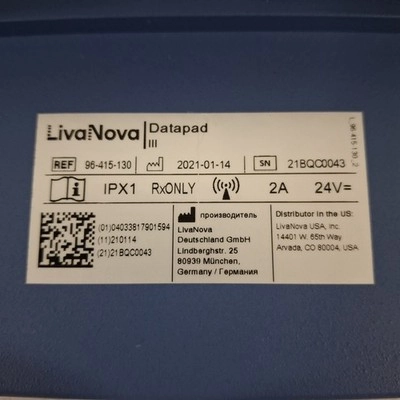 LivaNova
Datapad
III
REF 96-415-130 2021-01-14 SN 21BQC0043
i IPX1 RxONLY 2A 24V=
(01)04033817901594
(11)210114
(21)21BQC0043
производитель
LivaNova
Deutschland GmbH
Lindberghstr. 25
80939 München,
Germany / Германия
Distributor in the US:
LivaNova USA, Inc.
14401 W. 65th Way
Arvada, CO 80004, USA